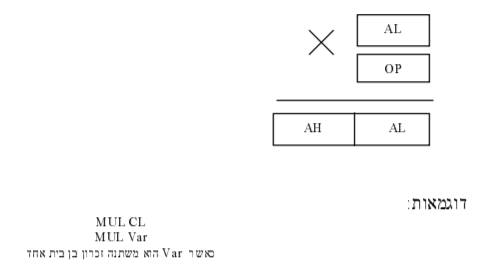 AL
OP
AH AL
דוגמאות:
MUL CL
MUL Var
כאשר Var הוא משתנה זכרון בן בית אחד